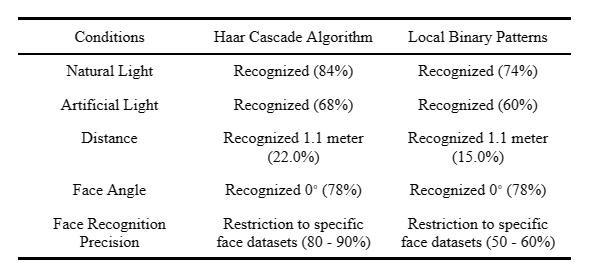 Conditions Haar Cascade Algorithm Local Binary Patterns
Natural Light Recognized (84%) Recognized (74%)
Artificial Light Recognized (68%) Recognized (60%)
Distance Recognized 1.1 meter Recognized 1.1 meter
(22.0%) (15.0%)
Face Angle Recognized 0° (78%) Recognized 0° (78%)
Face Recognition Restriction to specific Restriction to specific
Precision face datasets (80 - 90%) face datasets (50 - 60%)